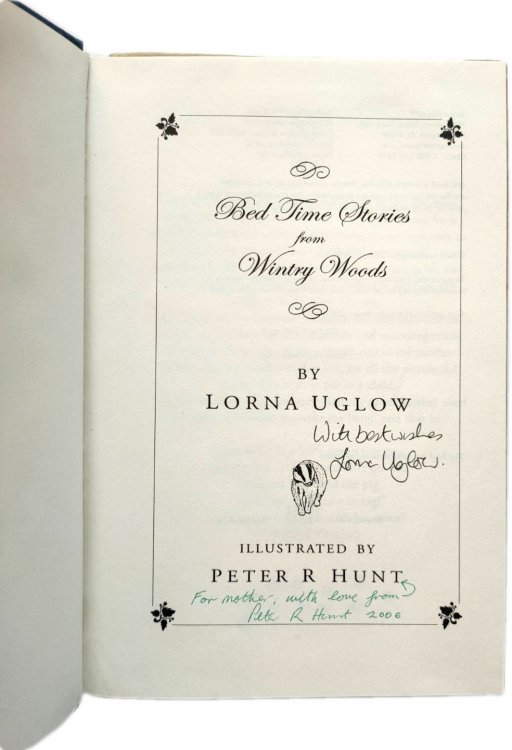 Bed Time Stories
from
Wintry Woods
BY
LORNA UGLOW
With best wishes
Lorna Uglow.
ILLUSTRATED BY
PETER R HUNT
For mother, with love from
Peter R Hunt 2006